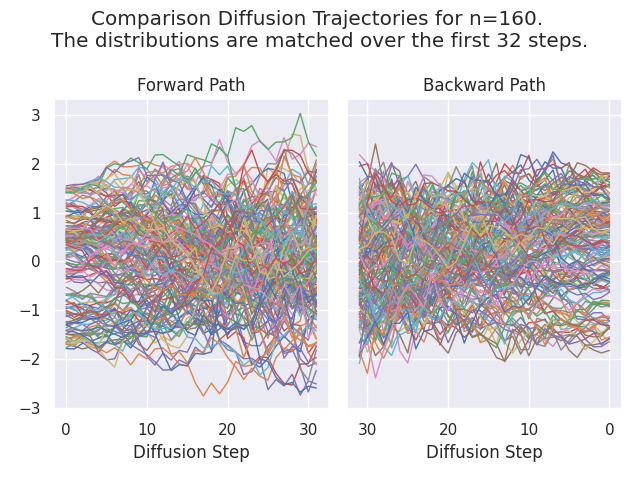 Comparison Diffusion Trajectories for n=160.
The distributions are matched over the first 32 steps.
Forward Path
Backward Path
3
2
1
0
−1
−2
−3
0 10 20 30
30 20 10 0
Diffusion Step
Diffusion Step